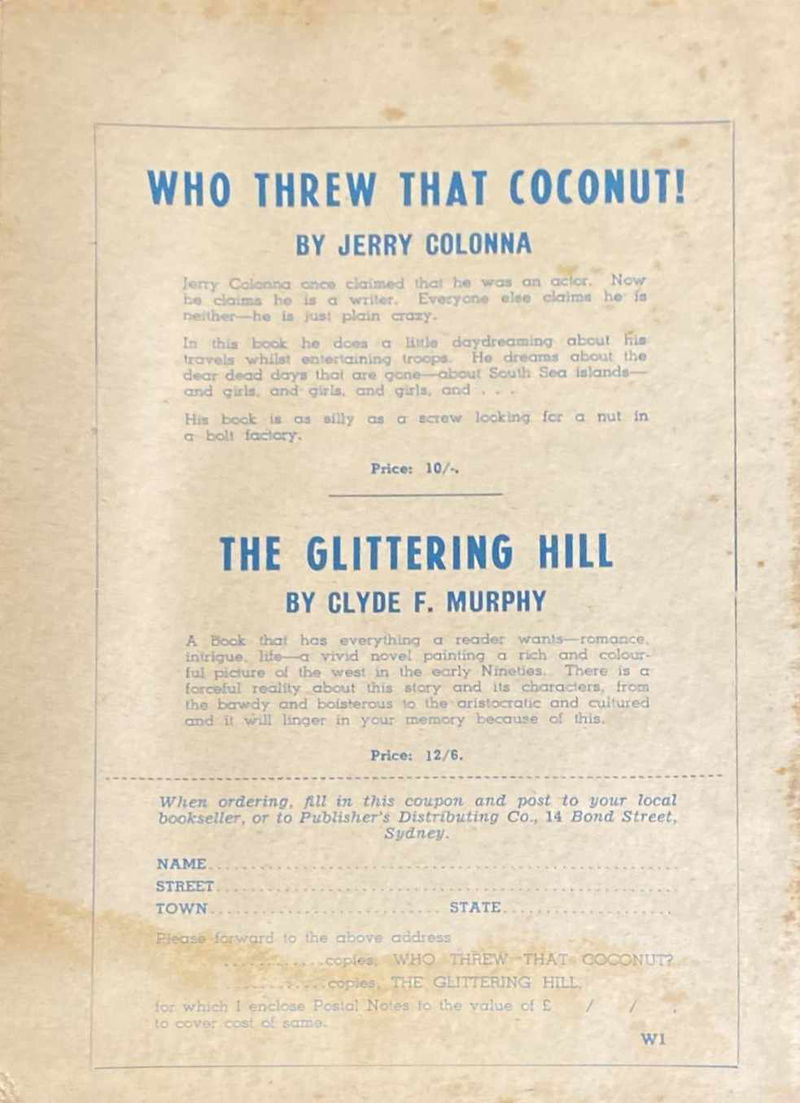 WHO THREW THAT COCONUT!
BY JERRY COLONNA
Jerry Colonna once claimed that he was an actor. Now
he claims he is a writer. Everyone else claims he is
neither—he is just plain crazy.
In this book he does a little daydreaming about his
travels whilst entertaining troops. He dreams about the
dear dead days that are gone—about South Sea islands—
and girls, and girls, and girls, and . . .
His book is as silly as a screw looking for a nut in
a bolt factory.
Price: 10/-.
THE GLITTERING HILL
BY CLYDE F. MURPHY
A Book that has everything a reader wants—romance,
intrigue, life—a vivid novel painting a rich and colour-
ful picture of the west in the early Nineties. There is a
forceful reality about this story and its characters, from
the bawdy and boisterous to the aristocratic and cultured
and it will linger in your memory because of this.
Price: 12/6.
When ordering, fill in this coupon and post to your local
bookseller, or to Publisher's Distributing Co., 14 Bond Street,
Sydney.
NAME
STREET
TOWN STATE
Please forward to the above address
copies, WHO THREW THAT COCONUT?
copies, THE GLITTERING HILL,
for which I enclose Postal Notes to the value of £ / / .
to cover cost of same.
W1